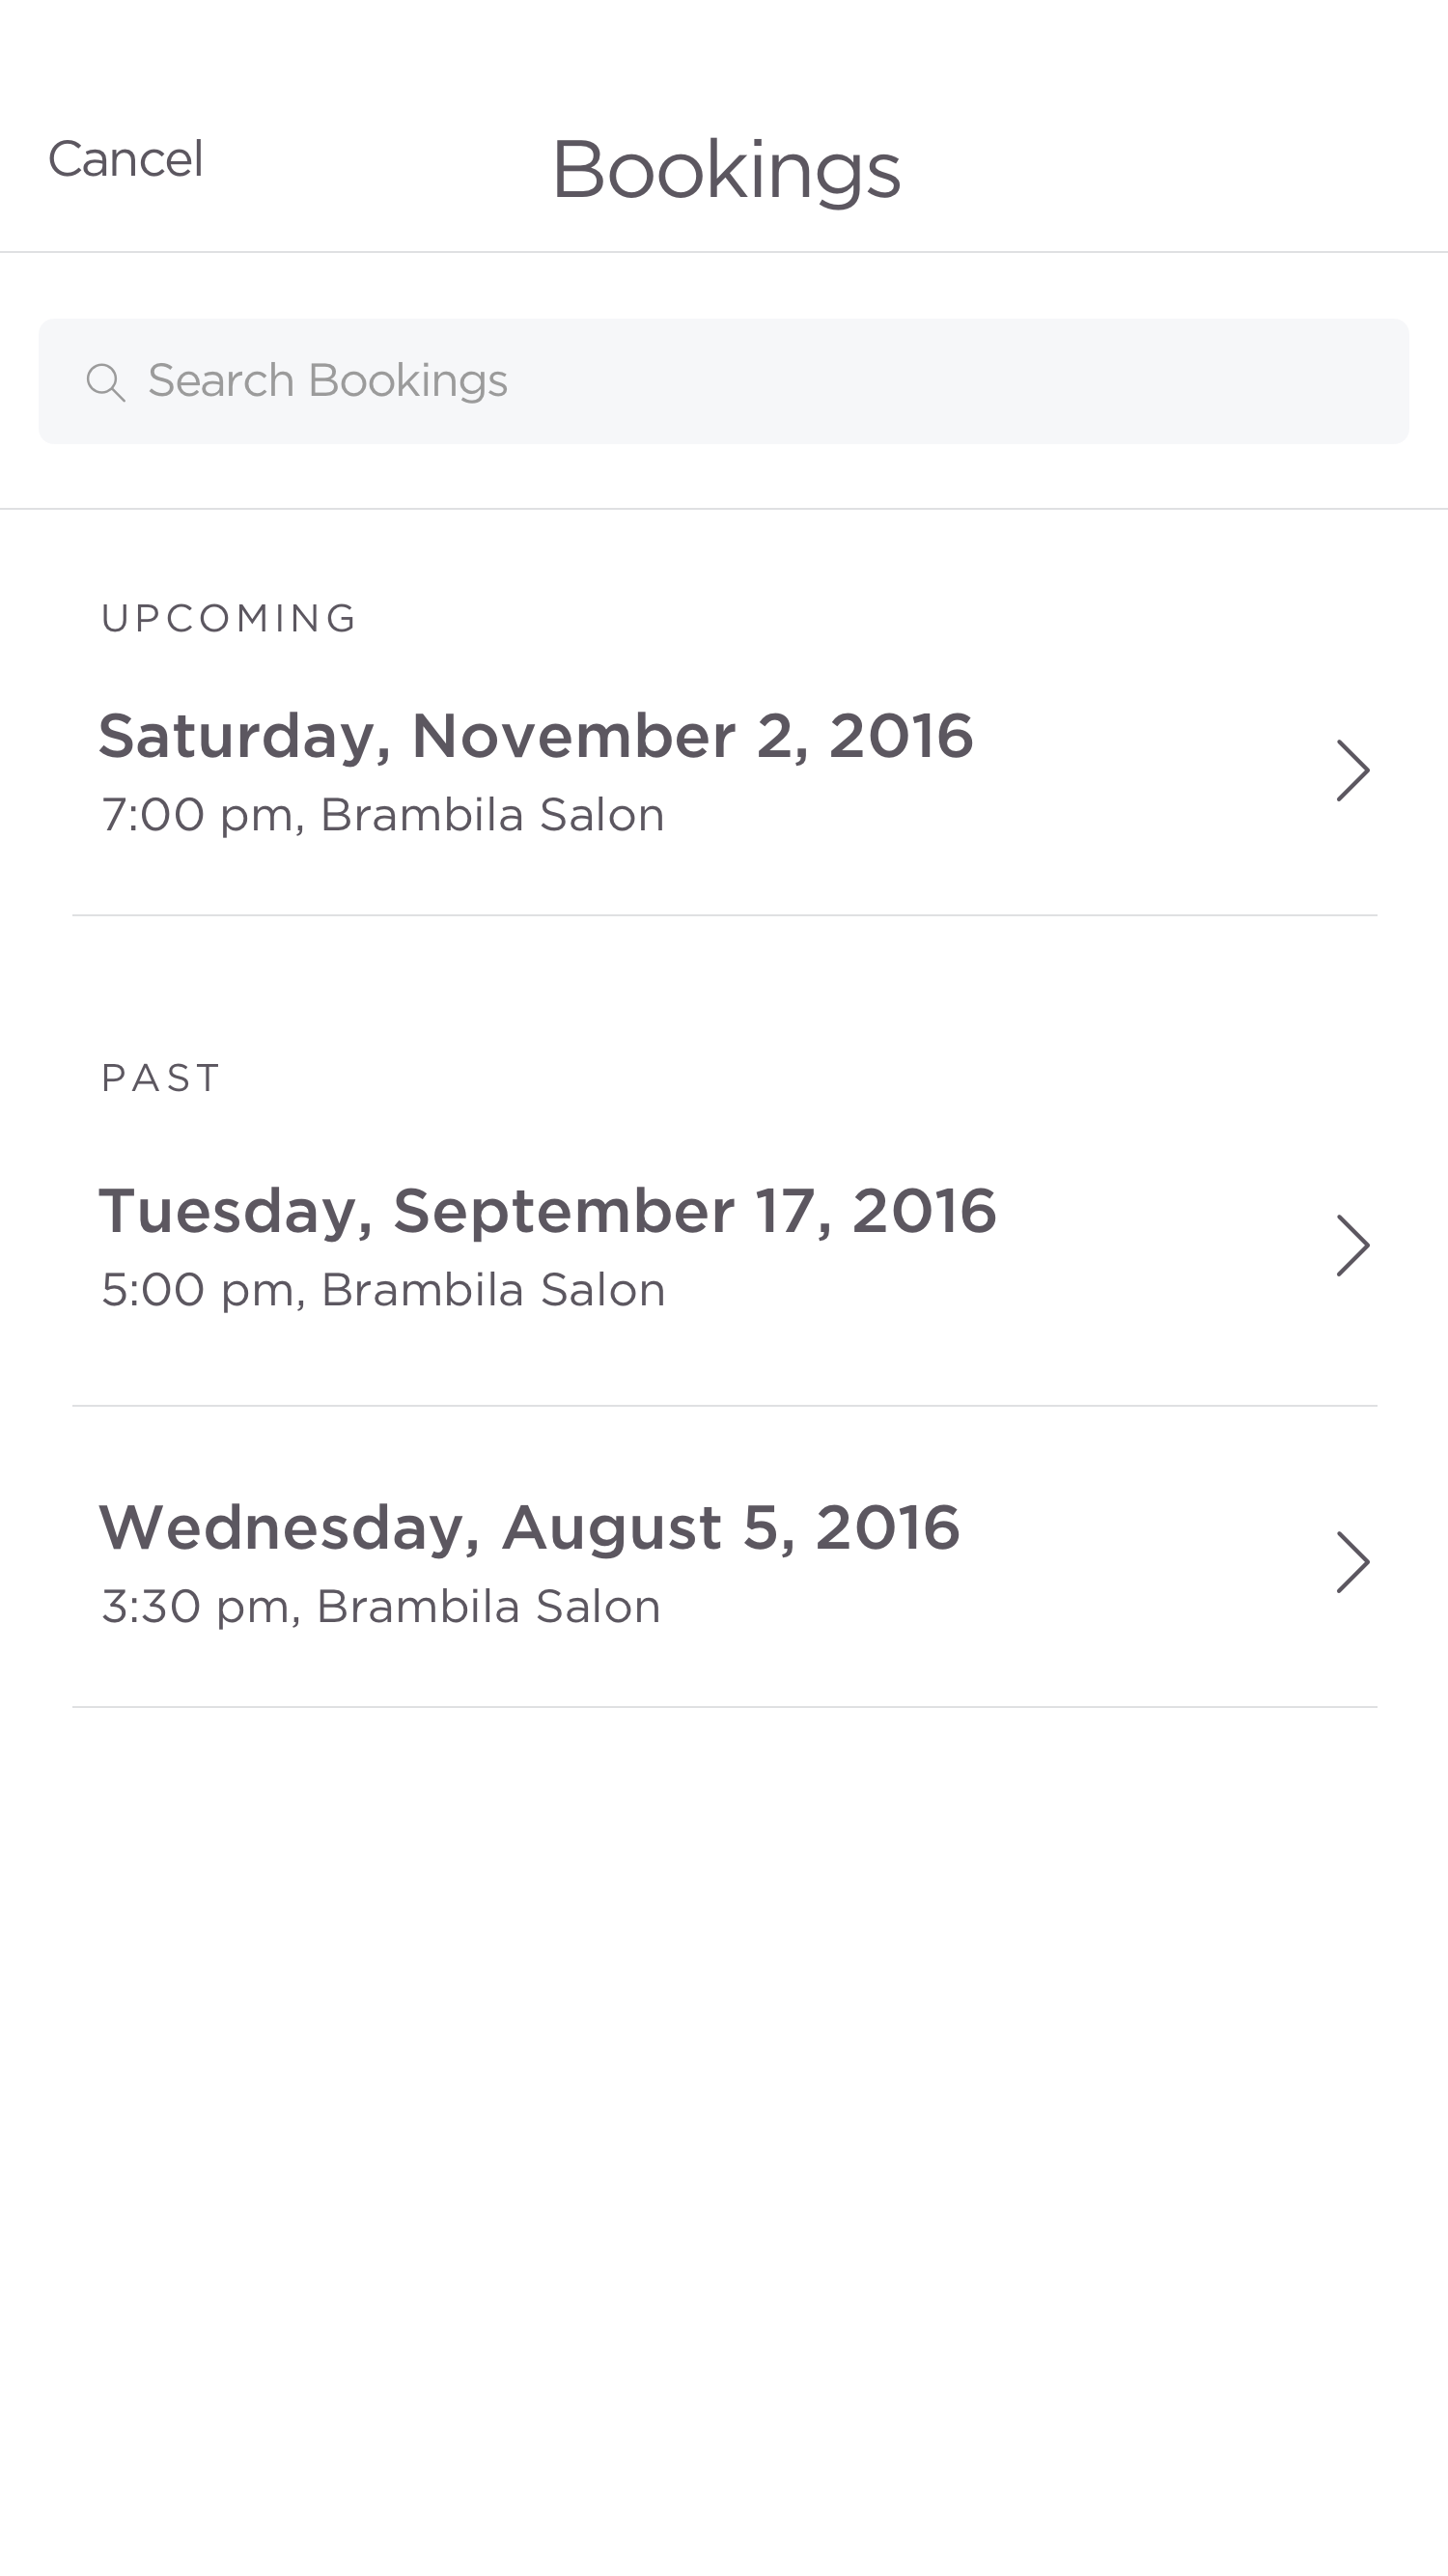 Cancel
Bookings
Search Bookings
UPCOMING
Saturday, November 2, 2016
7:00 pm, Brambila Salon
PAST
Tuesday, September 17, 2016
5:00 pm, Brambila Salon
Wednesday, August 5, 2016
3:30 pm, Brambila Salon